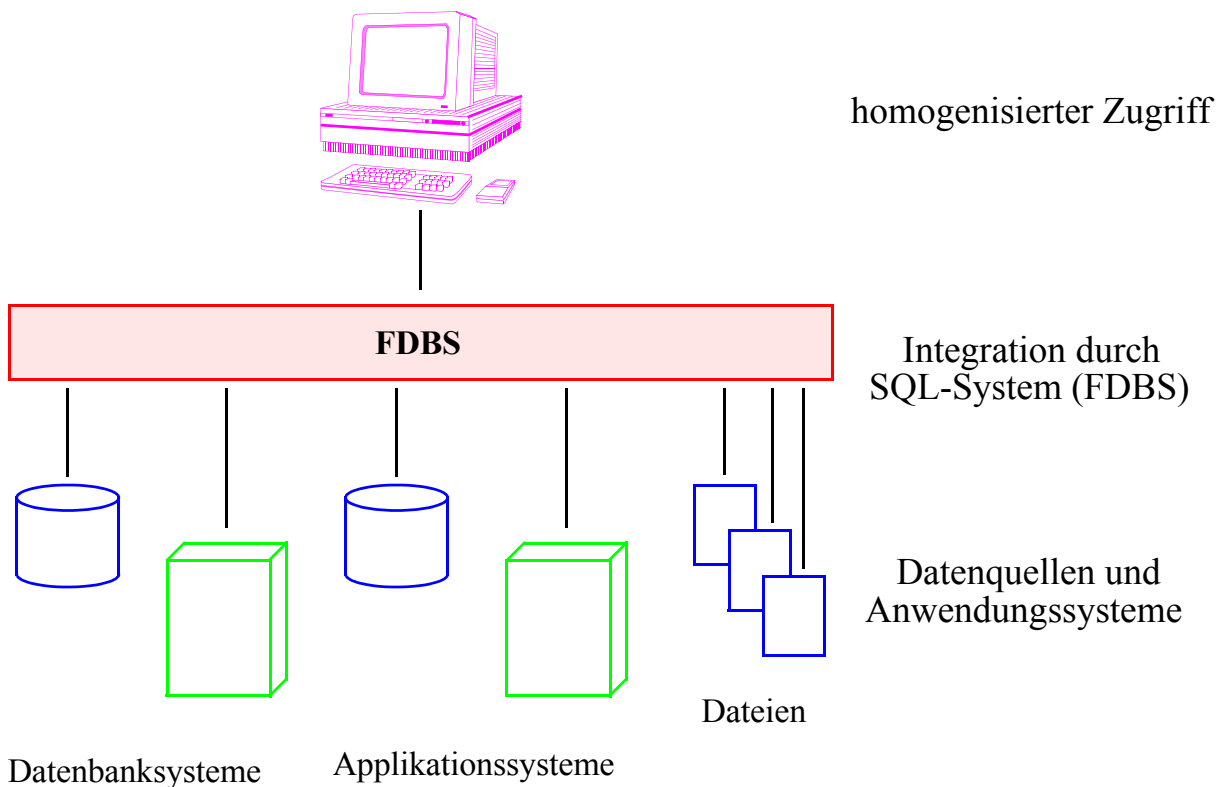 homogenisierter Zugriff
FDBS
Integration durch
SQL-System (FDBS)
Datenquellen und
Anwendungssysteme
Dateien
Datenbanksysteme
Applikationssysteme